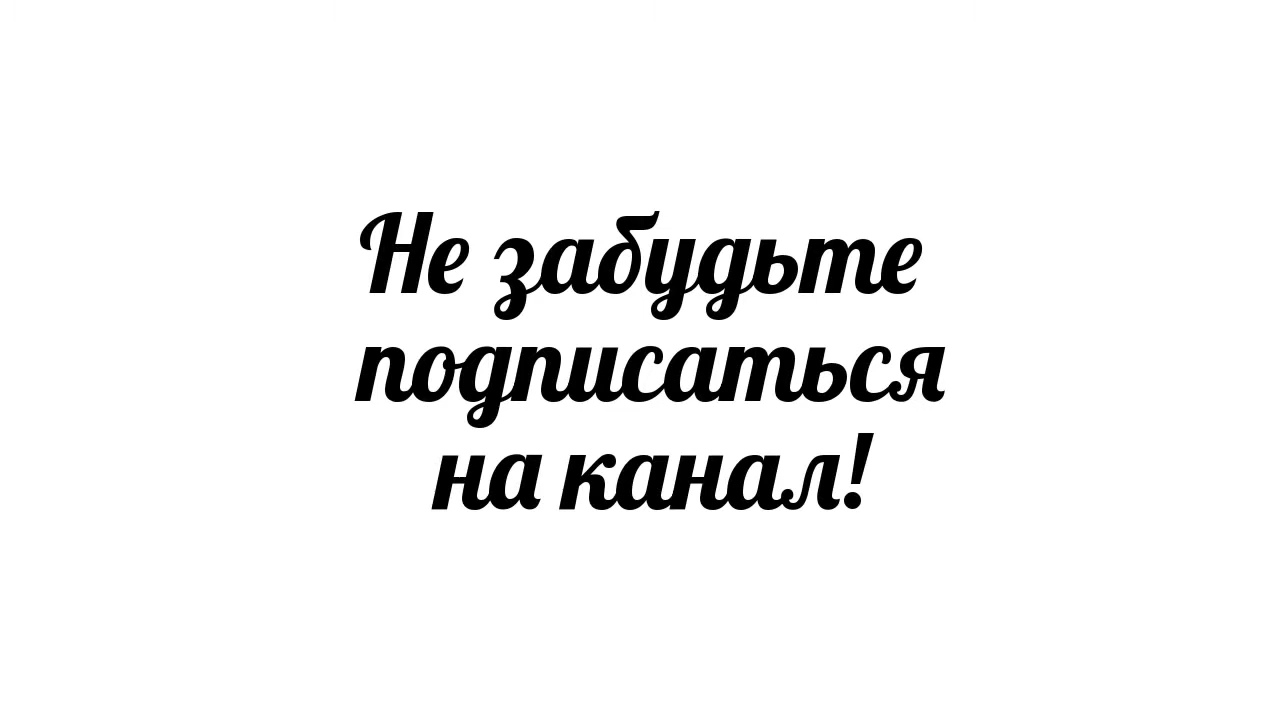 Не забудьте
подписаться
на канал!